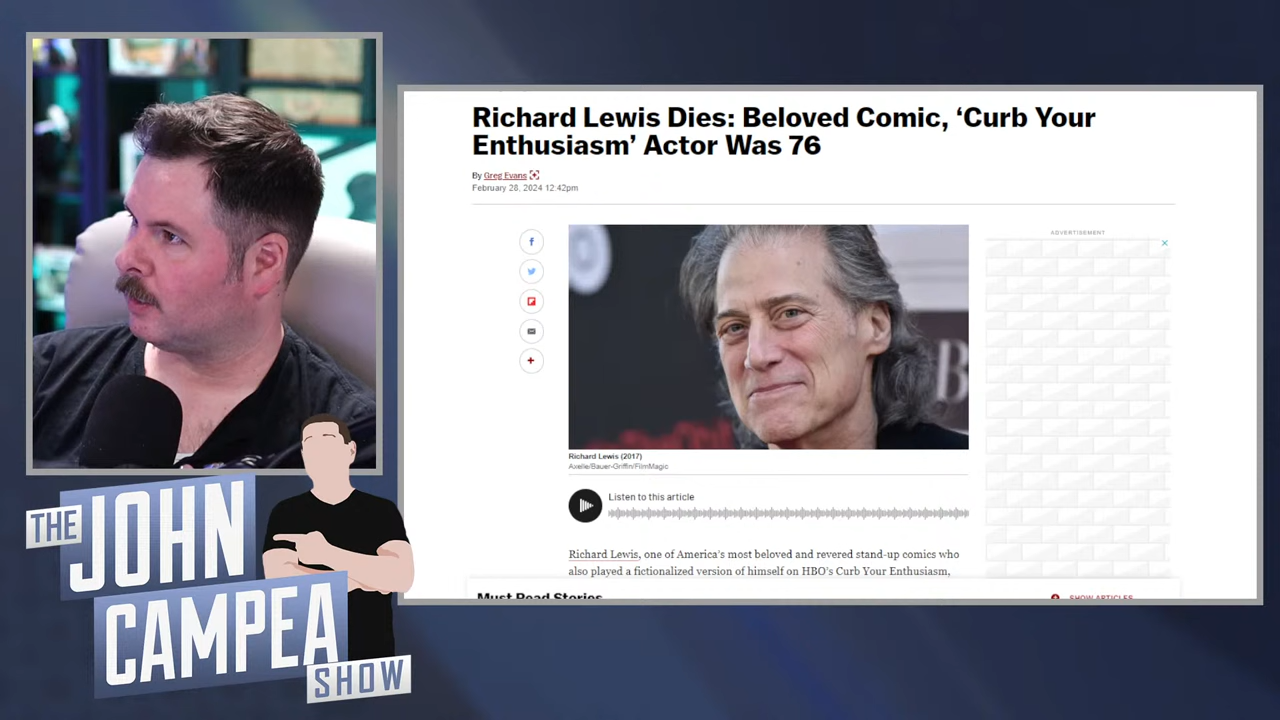 Richard Lewis Dies: Beloved Comic, ‘Curb Your
Enthusiasm’ Actor Was 76
By Greg Evans
February 28, 2024 12:42pm
ADVERTISEMENT
B
Richard Lewis (2017)
Axelle/Bauer-Griffin/FilmMagic
Listen to this article
Richard Lewis, one of America's most beloved and revered stand-up comics who
also played a fictionalized version of himself on HBO's Curb Your Enthusiasm,
Must Read Stories
SHOW ARTICLES
THE
JOHN
CAMPEA
SHOW